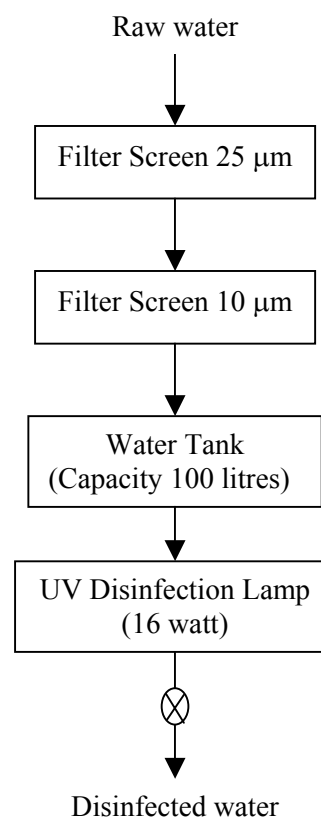 Raw water
Filter Screen 25 μm
Filter Screen 10 μm
Water Tank
(Capacity 100 litres)
UV Disinfection Lamp
(16 watt)
Disinfected water